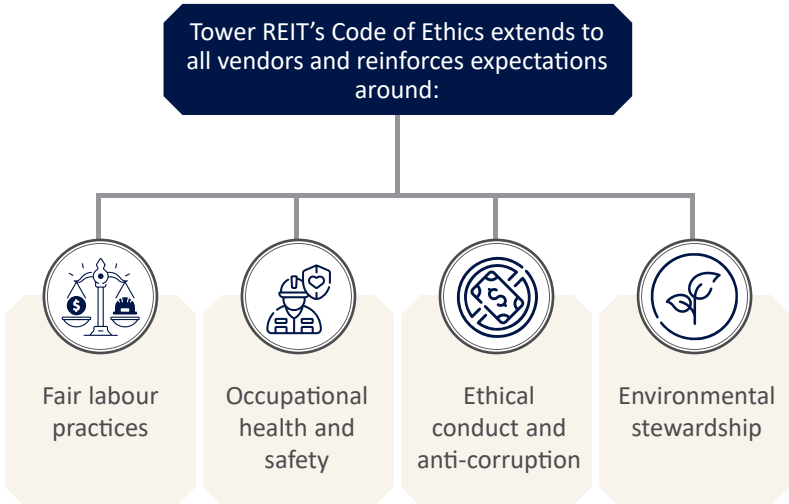 Tower REIT's Code of Ethics extends to
all vendors and reinforces expectations
around:
$
$
Fair labour
practices
Occupational
health and
safety
Ethical
conduct and
anti-corruption
Environmental
stewardship